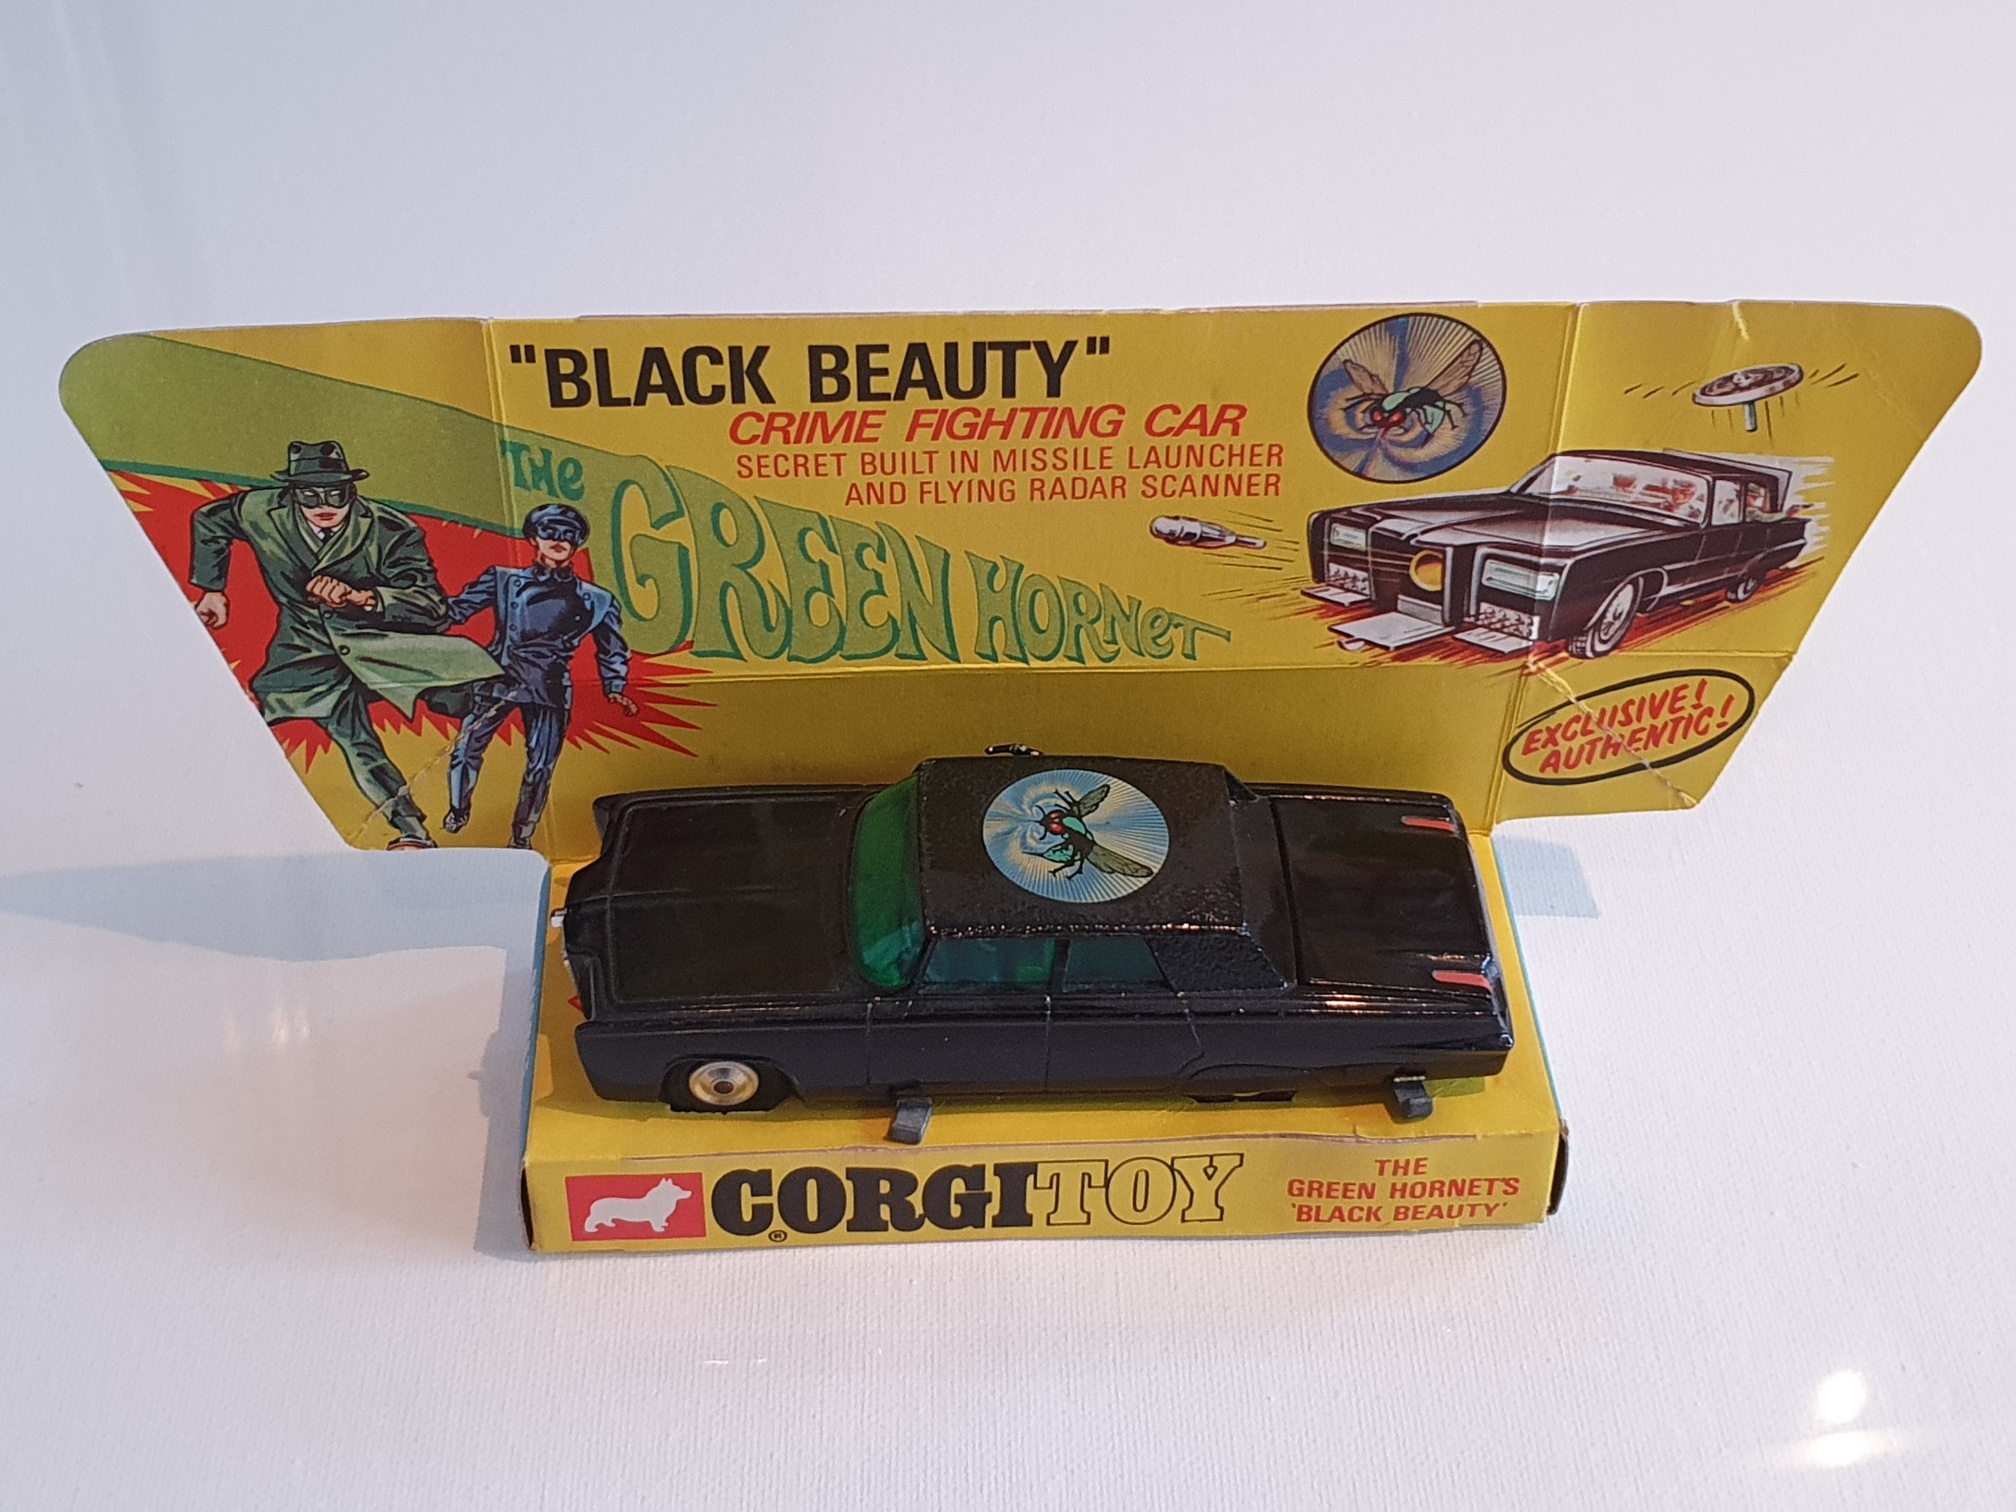 "BLACK BEAUTY"
CRIME FIGHTING CAR
SECRET BUILT IN MISSILE LAUNCHER
AND FLYING RADAR SCANNER
THE
GREEN HORNET
EXCLUSIVE!
AUTHENTIC!
CORGI TOY
®
THE
GREEN HORNET'S
'BLACK BEAUTY'